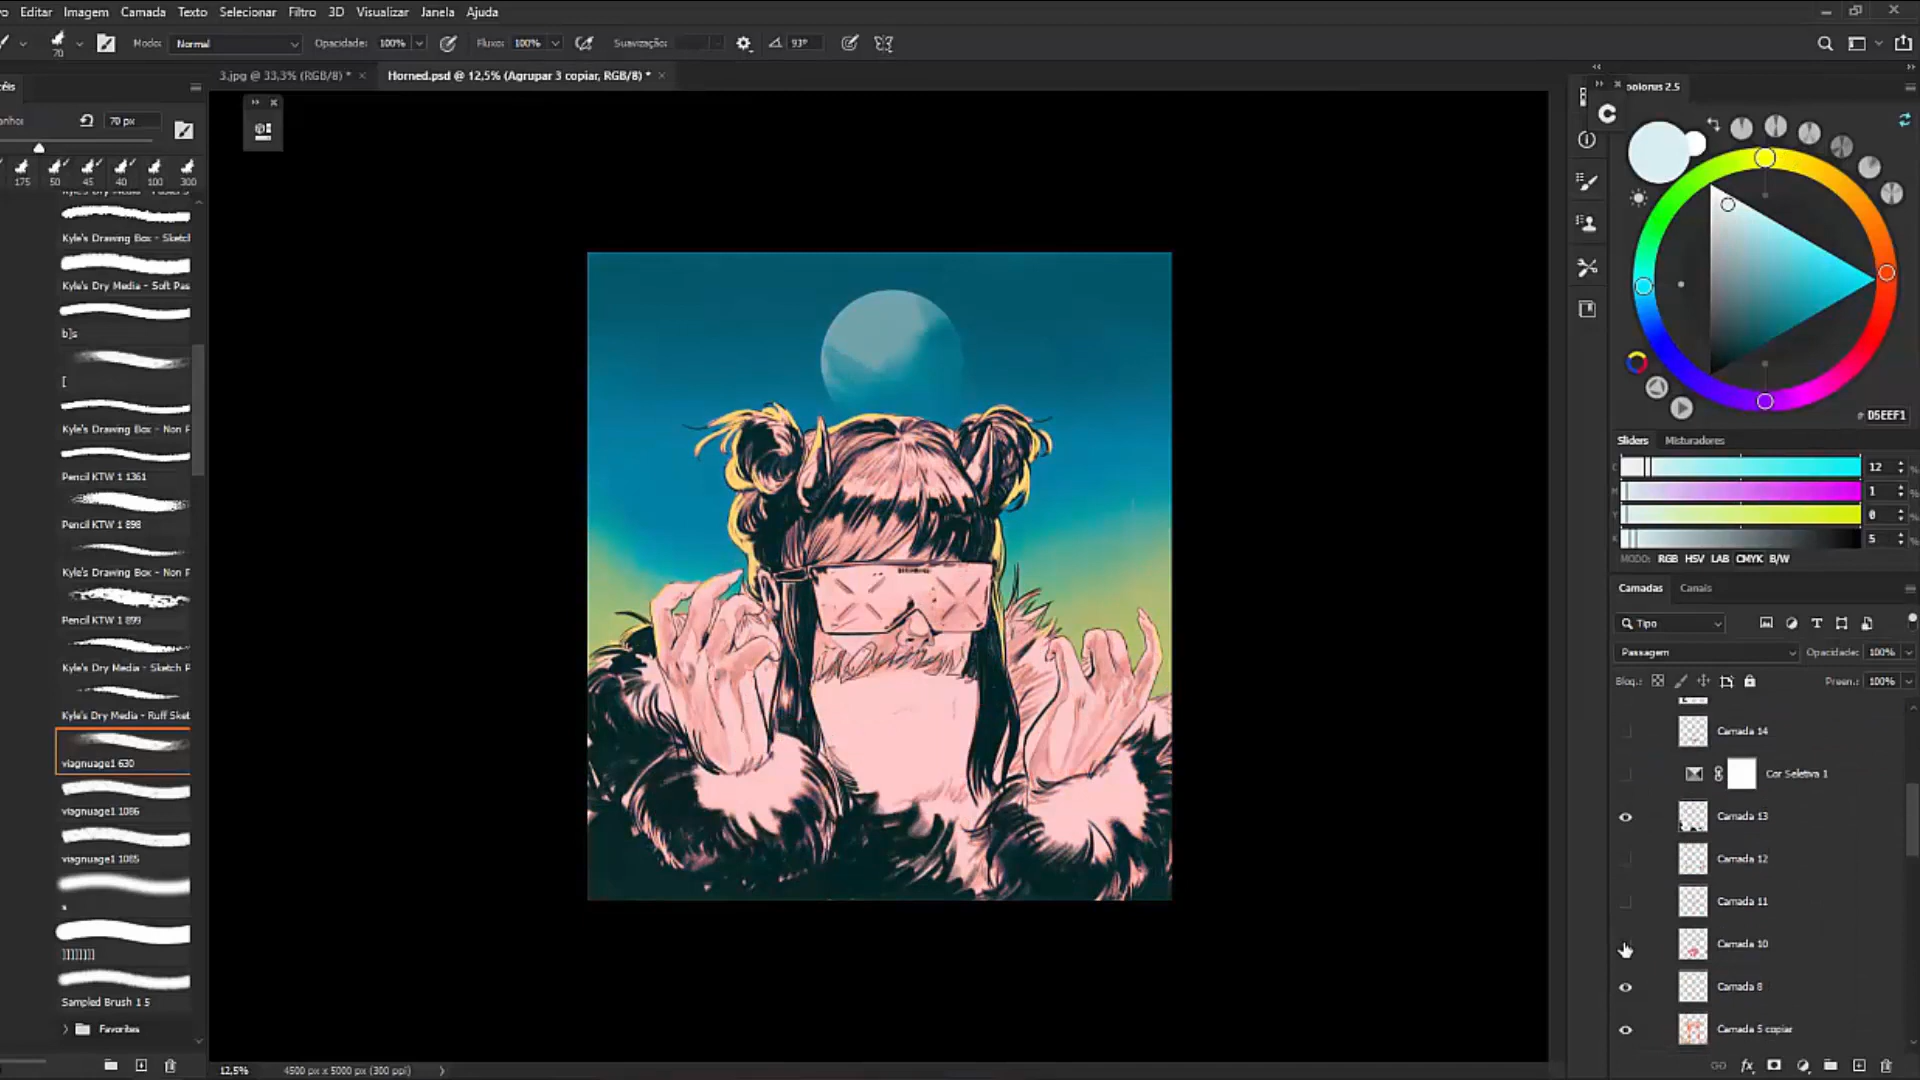 Editar Imagem Camada Texto Selecionar Filtro 3D Visualizar Janela Ajuda
70 Modo: Normal Opacidade: 100% Fluxo: 100% Suavização: 93°
3.jpg @ 33,3% (RGB/8) * × Horned.psd @ 12,5% (Agrupar 3 copiar, RGB/8) * ×
70 px
175 50 45 40 100 300
Kyle's Drawing Box - Sketch
Kyle's Dry Media - Soft Pas
b]s
[
Kyle's Drawing Box - Non P
Pencil KTW 1 1361
Pencil KTW 1 898
Kyle's Drawing Box - Non P
Pencil KTW 1 899
Kyle's Dry Media - Sketch P
Kyle's Dry Media - Ruff Sket
viagnuage1 630
viagnuage1 1086
viagnuage1 1085
s
]]]]]]]]
Sampled Brush 1 5
Favorites
12,5% 4500 px x 5000 px (300 ppi)
olorus 2.5
# D5EEF1
Sliders Misturadores
C 12 %
M 1 %
Y 0 %
K 5 %
MODO: RGB HSV LAB CMYK B/W
Camadas Canais
Tipo
Passagem Opacidade: 100%
Bloq.: Preen.: 100%
Camada 14
Cor Seletiva 1
Camada 13
Camada 12
Camada 11
Camada 10
Camada 8
Camada 5 copiar
fx